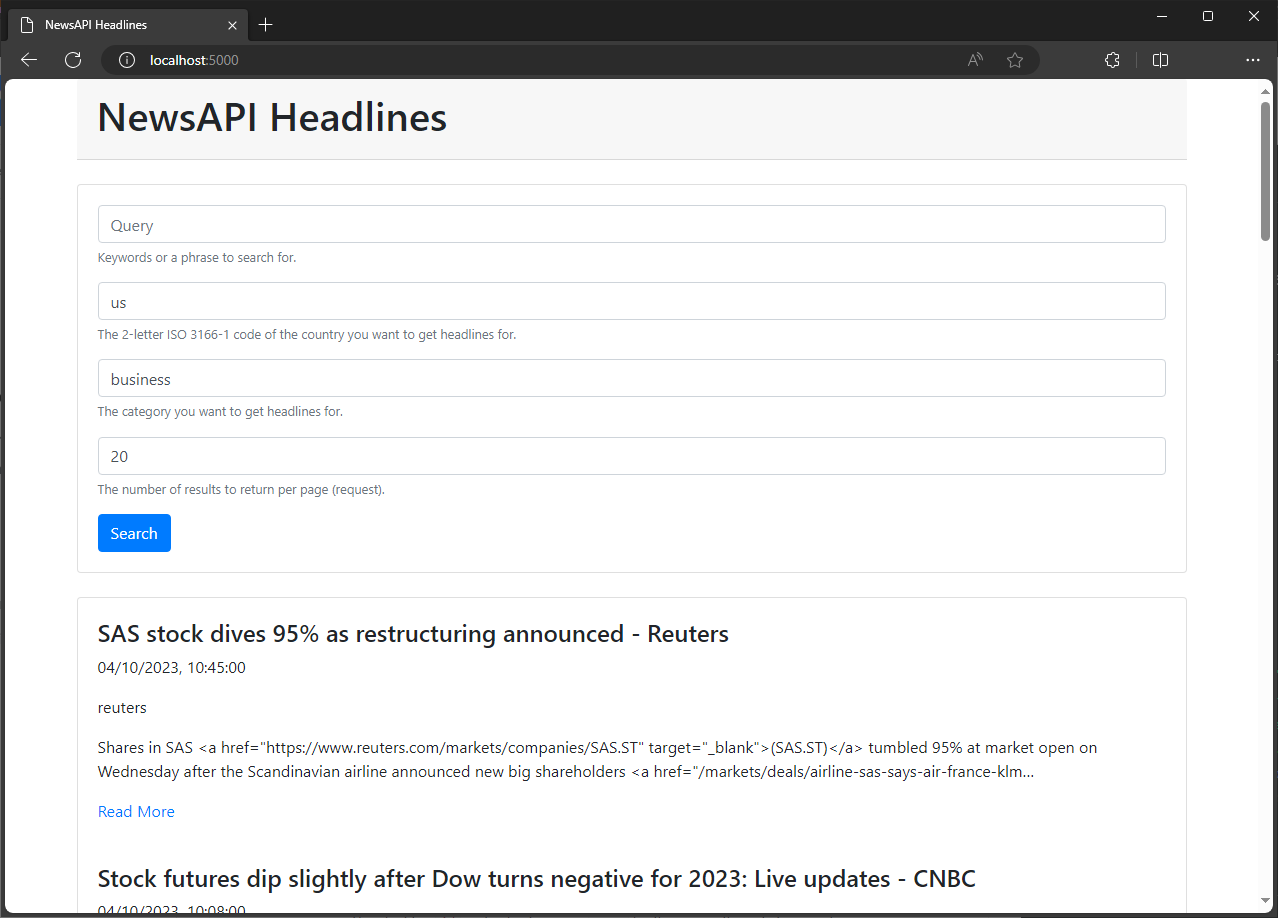 NewsAPI Headlines
localhost:5000
NewsAPI Headlines
Query
Keywords or a phrase to search for.
us
The 2-letter ISO 3166-1 code of the country you want to get headlines for.
business
The category you want to get headlines for.
20
The number of results to return per page (request).
Search
SAS stock dives 95% as restructuring announced - Reuters
04/10/2023, 10:45:00
reuters
Shares in SAS <a href="https://www.reuters.com/markets/companies/SAS.ST" target="_blank">(SAS.ST)</a> tumbled 95% at market open on
Wednesday after the Scandinavian airline announced new big shareholders <a href="/markets/deals/airline-sas-says-air-france-klm…
Read More
Stock futures dip slightly after Dow turns negative for 2023: Live updates - CNBC
04/10/2023, 10:08:00